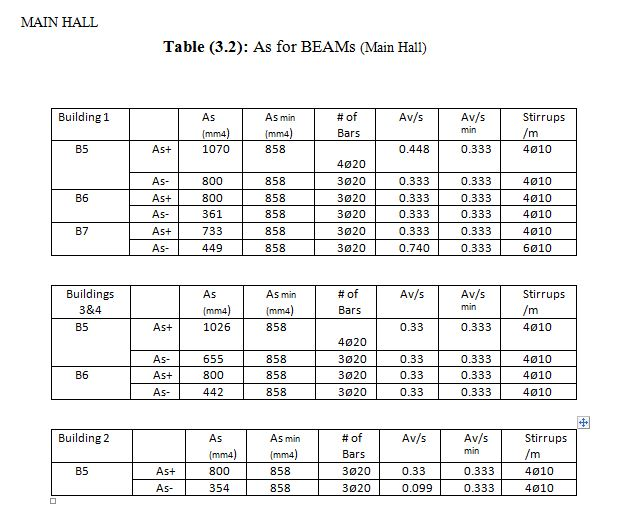 MAIN HALL
Table (3.2): As for BEAMs (Main Hall)
Building 1 As As min # of Av/s Av/s Stirrups
(mm4) (mm4) Bars min /m
B5 As+ 1070 858 4ø20 0.448 0.333 4ø10
As- 800 858 3ø20 0.333 0.333 4ø10
B6 As+ 800 858 3ø20 0.333 0.333 4ø10
As- 361 858 3ø20 0.333 0.333 4ø10
B7 As+ 733 858 3ø20 0.333 0.333 4ø10
As- 449 858 3ø20 0.740 0.333 6ø10
Buildings As As min # of Av/s Av/s Stirrups
3&4 (mm4) (mm4) Bars min /m
B5 As+ 1026 858 4ø20 0.33 0.333 4ø10
As- 655 858 3ø20 0.33 0.333 4ø10
B6 As+ 800 858 3ø20 0.33 0.333 4ø10
As- 442 858 3ø20 0.33 0.333 4ø10
Building 2 As As min # of Av/s Av/s Stirrups
(mm4) (mm4) Bars min /m
B5 As+ 800 858 3ø20 0.33 0.333 4ø10
As- 354 858 3ø20 0.099 0.333 4ø10